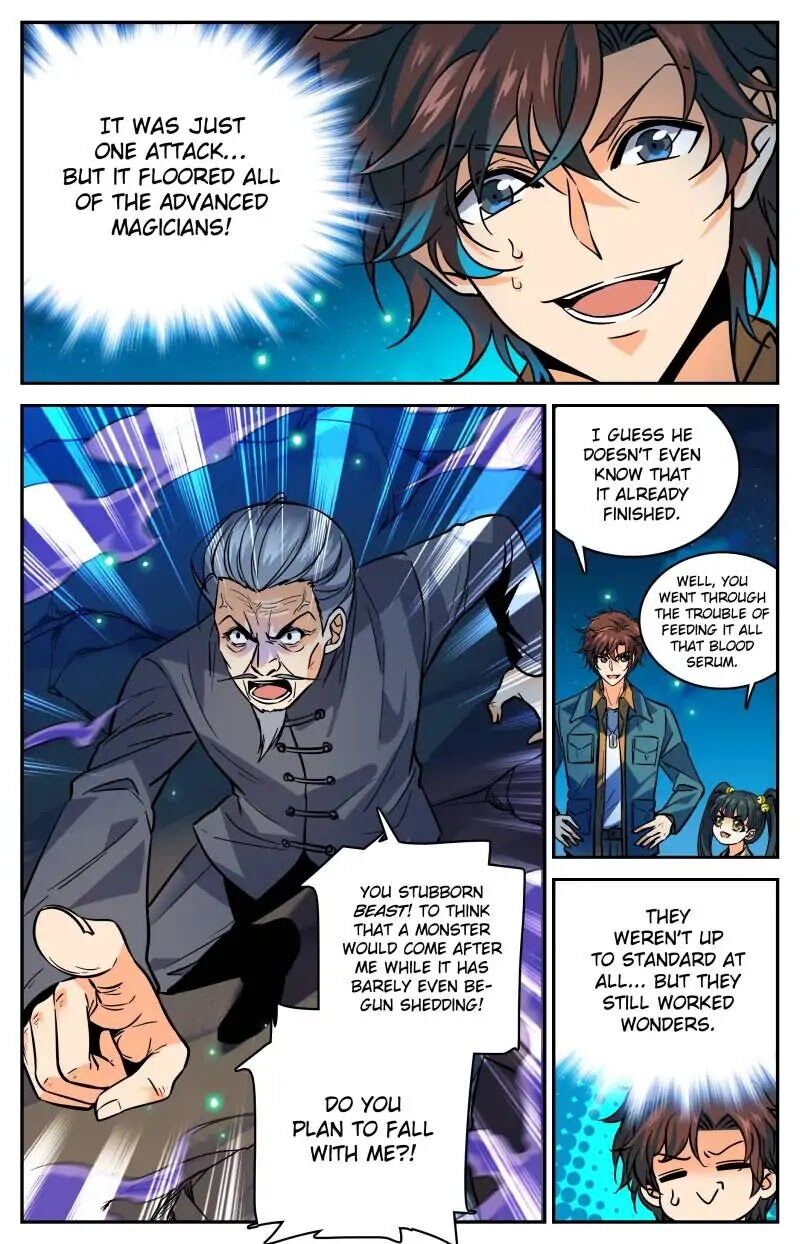 IT WAS JUST
ONE ATTACK...
BUT IT FLOORED ALL
OF THE ADVANCED
MAGICIANS!
YOU STUBBORN
BEAST! TO THINK
THAT A MONSTER
WOULD COME AFTER
ME WHILE IT HAS
BARELY EVEN BE-
GUN SHEDDING!
DO YOU
PLAN TO FALL
WITH ME?!
I GUESS HE
DOESN'T EVEN
KNOW THAT
IT ALREADY
FINISHED.
WELL, YOU
WENT THROUGH
THE TROUBLE OF
FEEDING IT ALL
THAT BLOOD
SERUM.
THEY
WEREN'T UP
TO STANDARD AT
ALL... BUT THEY
STILL WORKED
WONDERS.